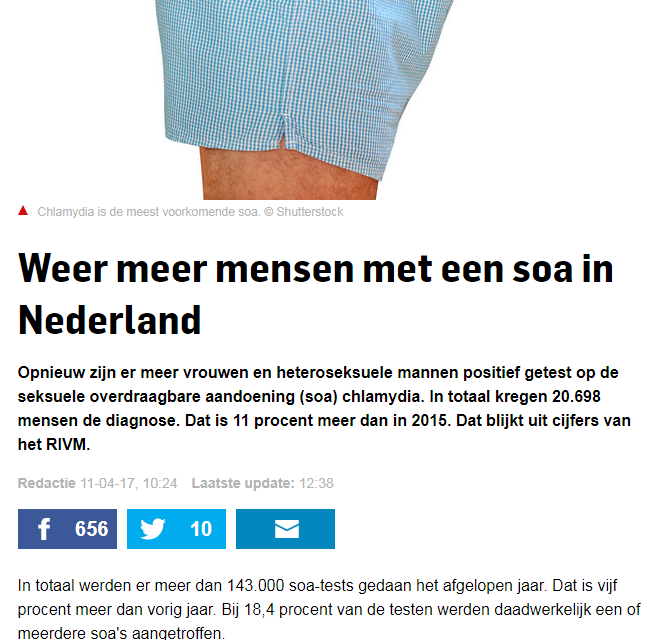 Chlamydia is de meest voorkomende soa. © Shutterstock
Weer meer mensen met een soa in
Nederland
Opnieuw zijn er meer vrouwen en heteroseksuele mannen positief getest op de
seksuele overdraagbare aandoening (soa) chlamydia. In totaal kregen 20.698
mensen de diagnose. Dat is 11 procent meer dan in 2015. Dat blijkt uit cijfers van
het RIVM.
Redactie 11-04-17, 10:24 Laatste update: 12:38
656 10
In totaal werden er meer dan 143.000 soa-tests gedaan het afgelopen jaar. Dat is vijf
procent meer dan vorig jaar. Bij 18,4 procent van de testen werden daadwerkelijk een of
meerdere soa's aangetroffen.